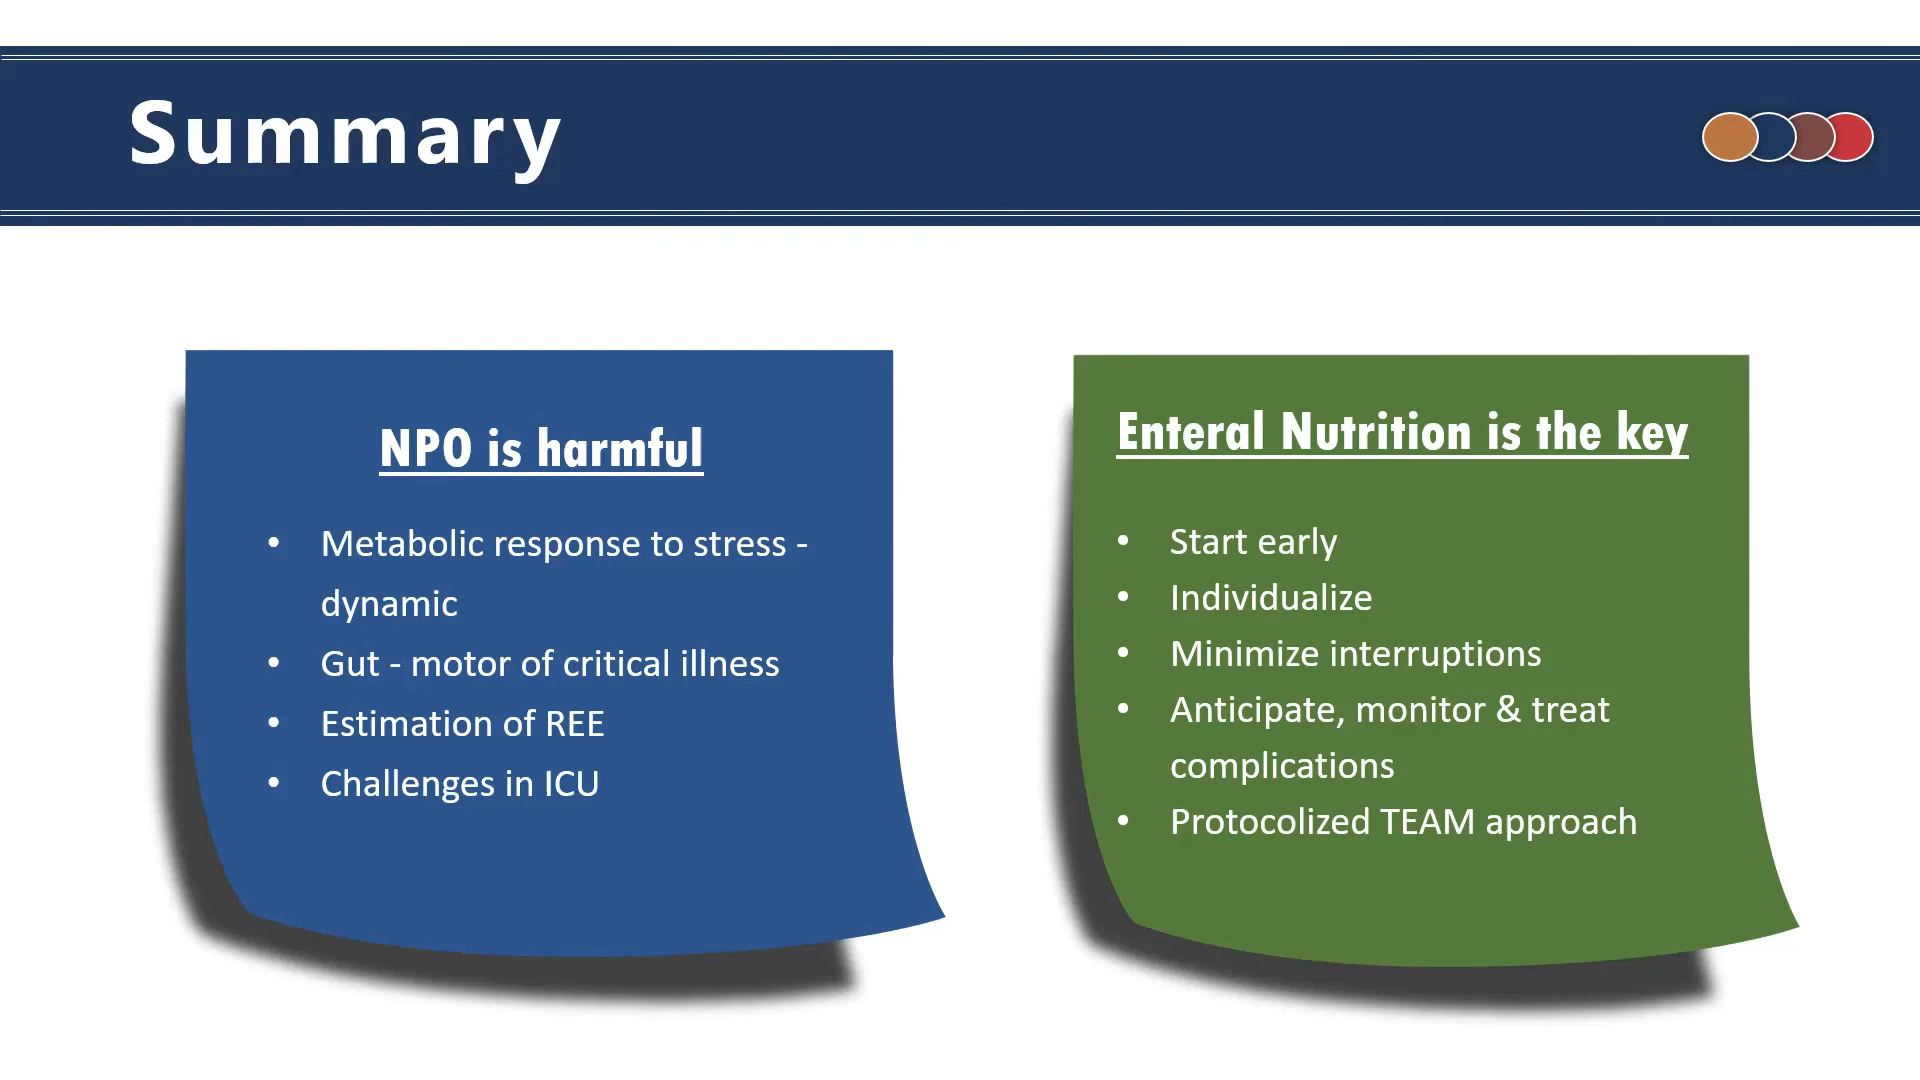 Summary
NPO is harmful
• Metabolic response to stress -
dynamic
• Gut - motor of critical illness
• Estimation of REE
• Challenges in ICU
Enteral Nutrition is the key
• Start early
• Individualize
• Minimize interruptions
• Anticipate, monitor & treat
complications
• Protocolized TEAM approach